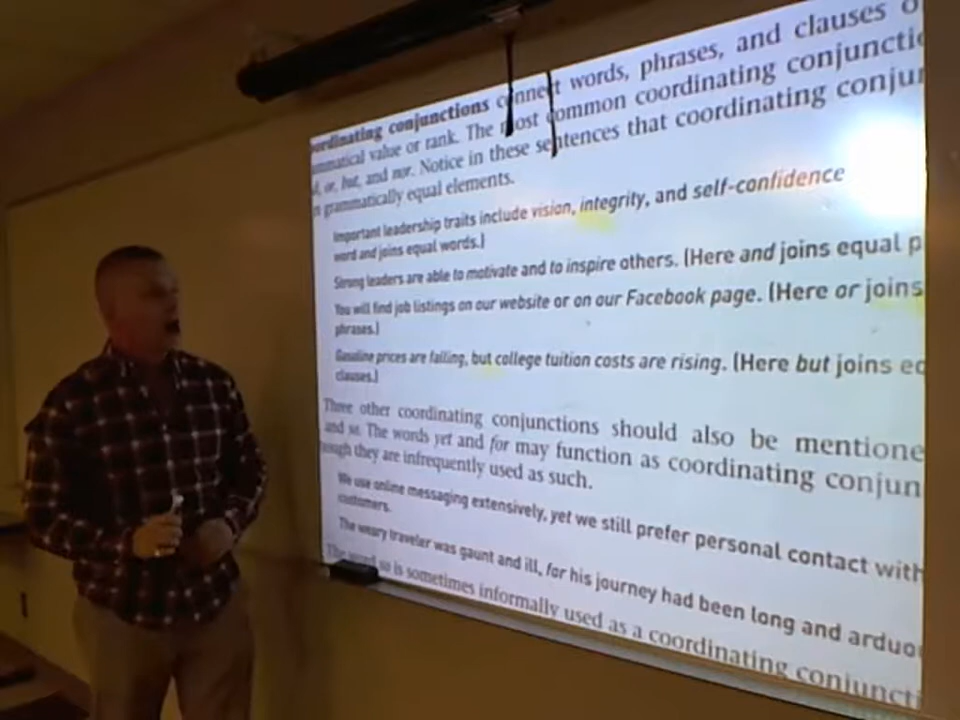 ordinating conjunctions connect words, phrases, and clauses o
ammatical value or rank. The most common coordinating conjuncti
d, or, but, and nor. Notice in these sentences that coordinating conju
n grammatically equal elements.
Important leadership traits include vision, integrity, and self-confidence
word and joins equal words.)
Strong leaders are able to motivate and to inspire others. (Here and joins equal p
You will find job listings on our website or on our Facebook page. (Here or joins
phrases.)
Gasoline prices are falling, but college tuition costs are rising. (Here but joins eq
clauses.)
Three other coordinating conjunctions should also be mentione
and so. The words yet and for may function as coordinating conjun
ough they are infrequently used as such.
We use online messaging extensively, yet we still prefer personal contact with
customers.
The weary traveler was gaunt and ill, for his journey had been long and arduo
The word so is sometimes informally used as a coordinating conjuncti